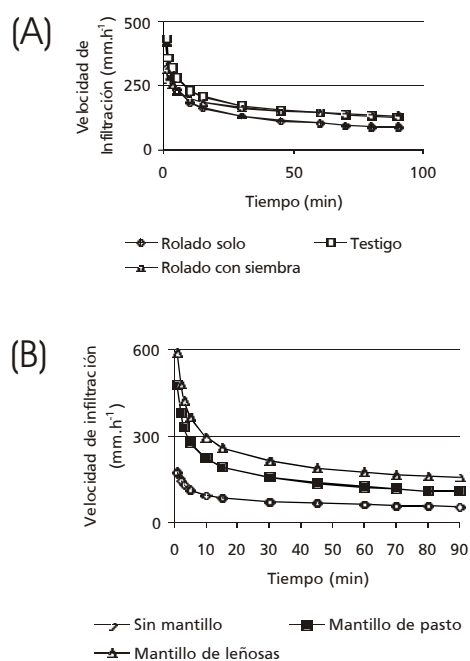 (A)
Velocidad de
Infiltración (mm.h⁻¹)
500
250
0
0
50
100
Tiempo (min)
Rolado solo
Testigo
Rolado con siembra
(B)
Velocidad de infiltración
(mm.h⁻¹)
600
300
0
0 10 20 30 40 50 60 70 80 90
Tiempo (min)
Sin mantillo
Mantillo de pasto
Mantillo de leñosas